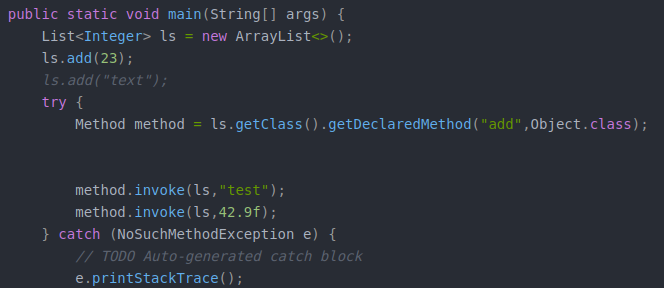 public static void main(String[] args) {
    List<Integer> ls = new ArrayList<>();
    ls.add(23);
    ls.add("text");
    try {
        Method method = ls.getClass().getDeclaredMethod("add",Object.class);
        method.invoke(ls,"test");
        method.invoke(ls,42.9f);
    } catch (NoSuchMethodException e) {
        // TODO Auto-generated catch block
        e.printStackTrace();